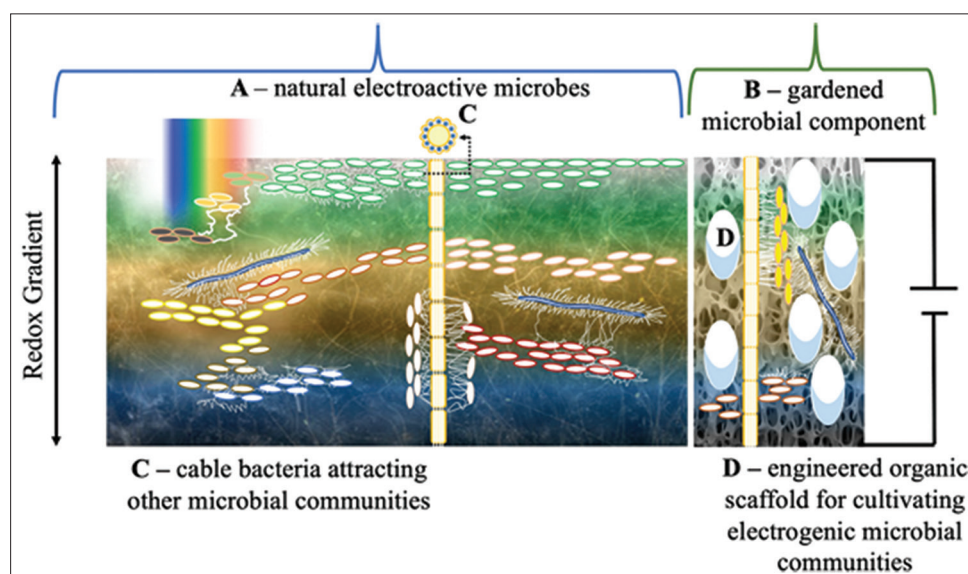 A – natural electroactive microbes
B – gardened
microbial component
C
Redox Gradient
D
C – cable bacteria attracting
other microbial communities
D – engineered organic
scaffold for cultivating
electrogenic microbial
communities